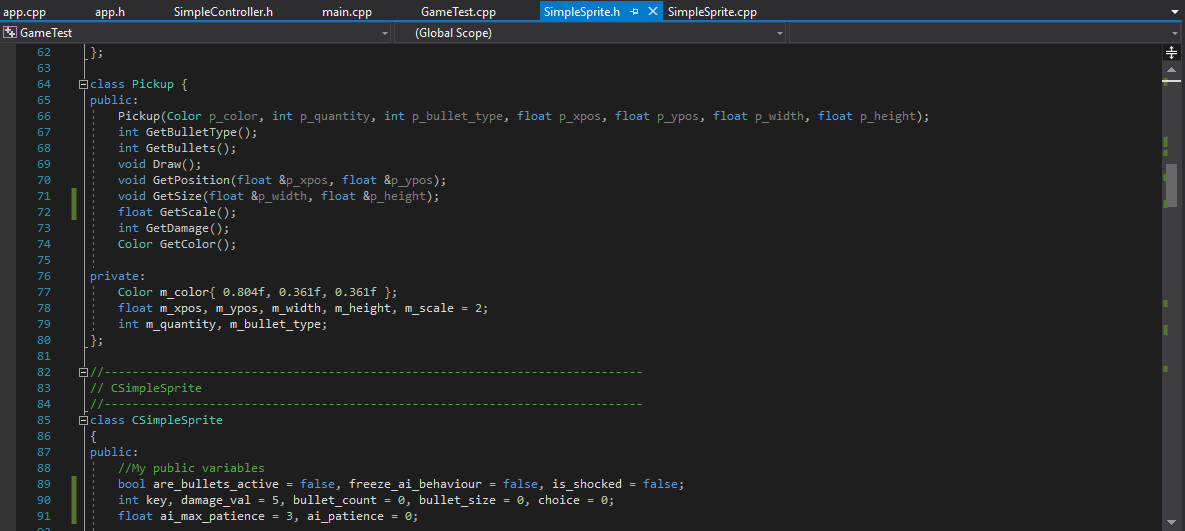 app.cpp app.h SimpleController.h main.cpp GameTest.cpp SimpleSprite.h SimpleSprite.cpp
GameTest (Global Scope)
62 };
63
64 class Pickup {
65 public:
66 Pickup(Color p_color, int p_quantity, int p_bullet_type, float p_xpos, float p_ypos, float p_width, float p_height);
67 int GetBulletType();
68 int GetBullets();
69 void Draw();
70 void GetPosition(float &p_xpos, float &p_ypos);
71 void GetSize(float &p_width, float &p_height);
72 float GetScale();
73 int GetDamage();
74 Color GetColor();
75
76 private:
77 Color m_color{ 0.804f, 0.361f, 0.361f };
78 float m_xpos, m_ypos, m_width, m_height, m_scale = 2;
79 int m_quantity, m_bullet_type;
80 };
81
82 //-----------------------------------------------------------------------------
83 // CSimpleSprite
84 //-----------------------------------------------------------------------------
85 class CSimpleSprite
86 {
87 public:
88 //My public variables
89 bool are_bullets_active = false, freeze_ai_behaviour = false, is_shocked = false;
90 int key, damage_val = 5, bullet_count = 0, bullet_size = 0, choice = 0;
91 float ai_max_patience = 3, ai_patience = 0;